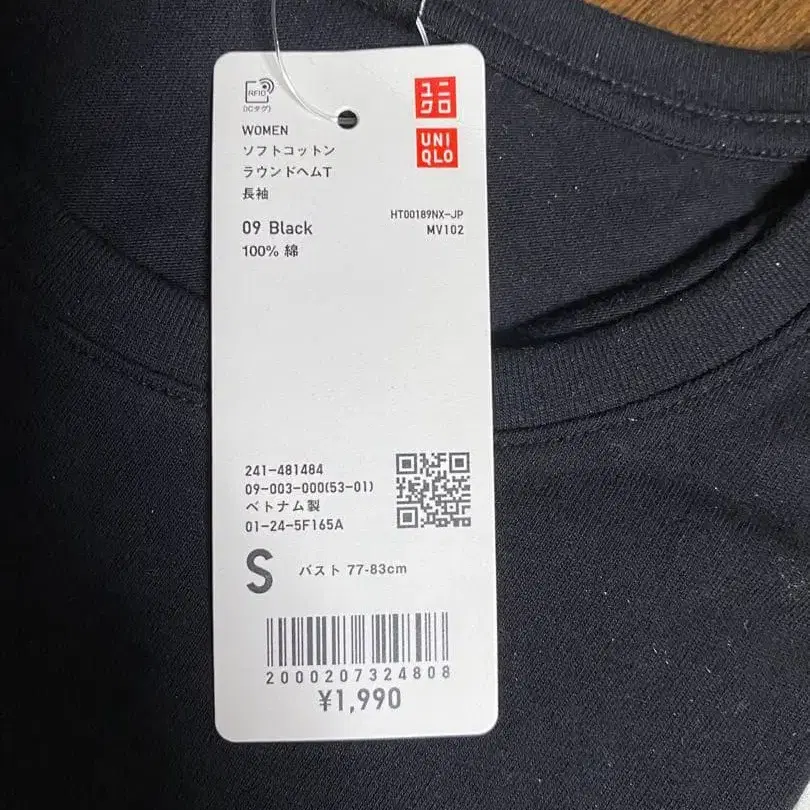 RFID
(ICタグ)
ユニ
クロ
UNI
QLO
WOMEN
ソフトコットン
ラウンドヘムT
長袖
09 Black
100% 綿
HT00189NX-JP
MV102
241-481484
09-003-000(53-01)
ベトナム製
01-24-5F165A
S バスト 77-83cm
2000207324808
¥1,990